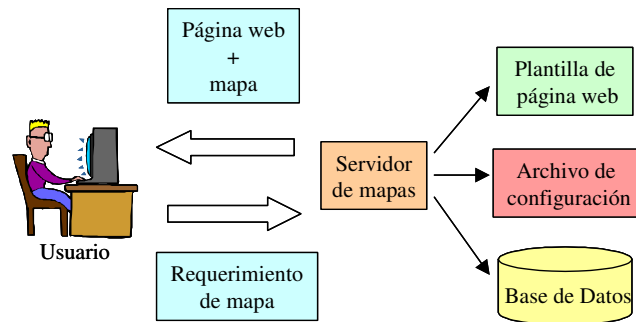 Página web
+
mapa
Plantilla de
página web
Servidor
de mapas
Archivo de
configuración
Usuario
Requerimiento
de mapa
Base de Datos